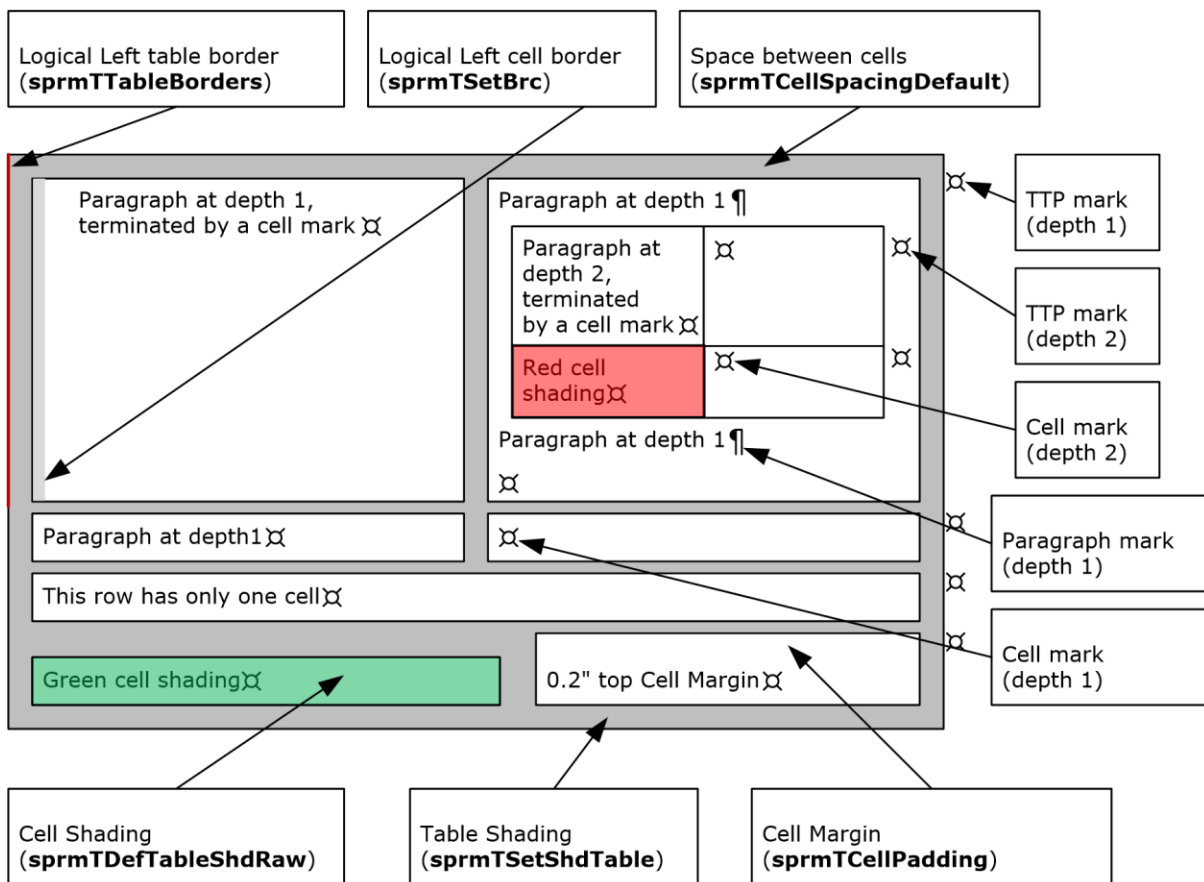 Logical Left table border
(sprmTTableBorders)
Logical Left cell border
(sprmTSetBrc)
Space between cells
(sprmTCellSpacingDefault)
Paragraph at depth 1,
terminated by a cell mark ¤
Paragraph at depth 1¶
Paragraph at
depth 2,
terminated
by a cell mark ¤
¤
¤
Red cell
shading¤
¤
¤
Paragraph at depth 1¶
¤
¤
TTP mark
(depth 1)
TTP mark
(depth 2)
Cell mark
(depth 2)
Paragraph at depth1¤
¤
¤
Paragraph mark
(depth 1)
This row has only one cell¤
¤
Green cell shading¤
0.2" top Cell Margin¤
¤
Cell mark
(depth 1)
Cell Shading
(sprmTDefTableShdRaw)
Table Shading
(sprmTSetShdTable)
Cell Margin
(sprmTCellPadding)